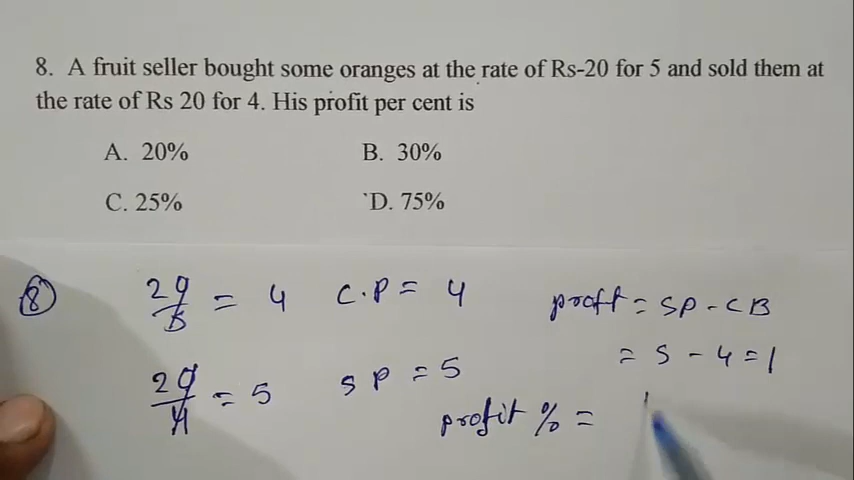 8. A fruit seller bought some oranges at the rate of Rs-20 for 5 and sold them at
the rate of Rs 20 for 4. His profit per cent is
A. 20% B. 30%
C. 25% D. 75%
8 20/5 = 4 C.P = 4 proft = SP - CB
= 5 - 4 = 1
20/4 = 5 SP = 5
profit % = 1